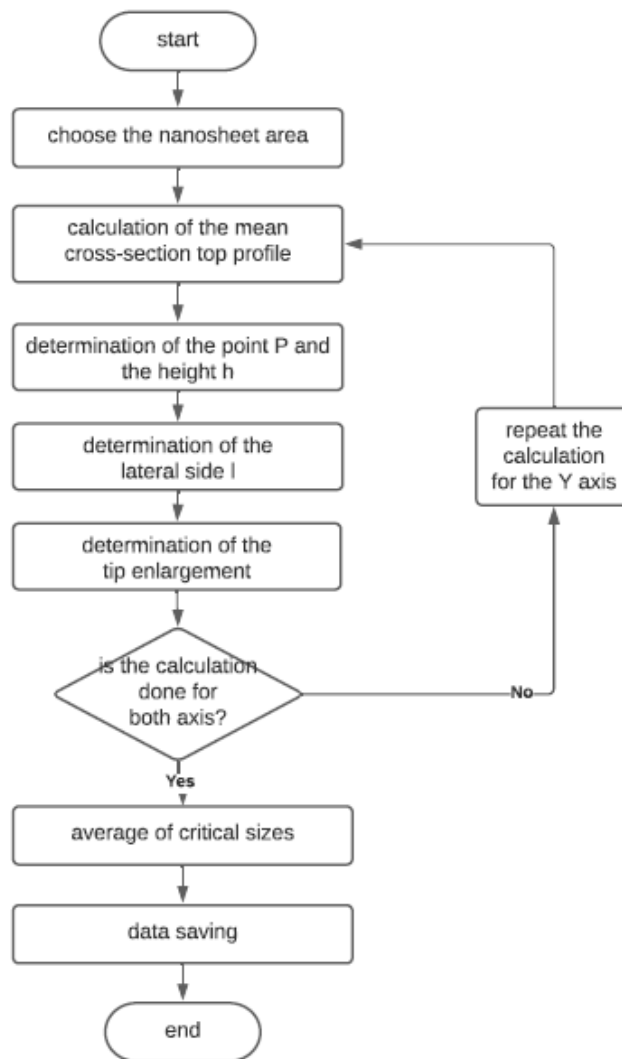 start
choose the nanosheet area
calculation of the mean
cross-section top profile
determination of the point P and
the height h
determination of the
lateral side l
determination of the
tip enlargement
is the calculation
done for
both axis?
No
repeat the
calculation
for the Y axis
Yes
average of critical sizes
data saving
end